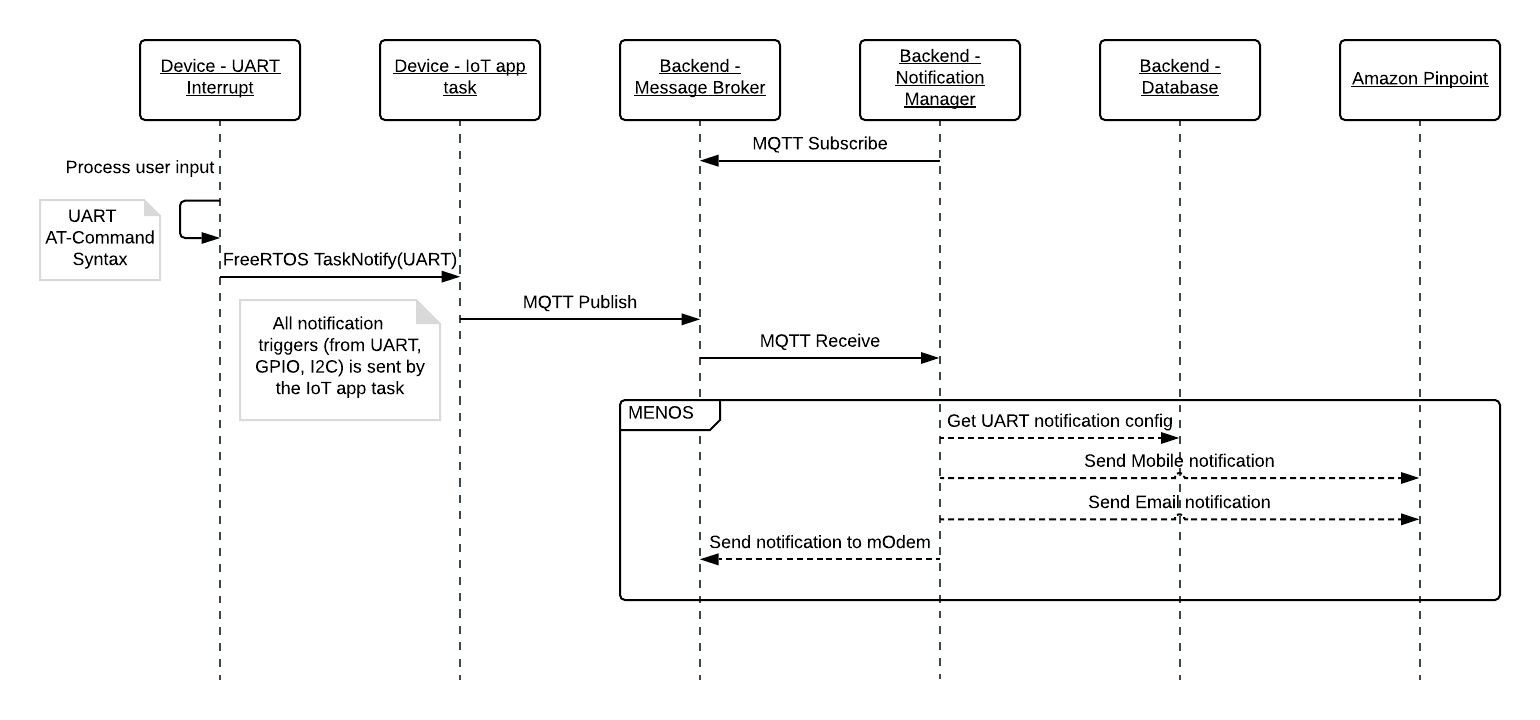 Device - UART
Interrupt
Device - IoT app
task
Backend -
Message Broker
Backend -
Notification
Manager
Backend -
Database
Amazon Pinpoint
MQTT Subscribe
Process user input
UART
AT-Command
Syntax
FreeRTOS TaskNotify(UART)
MQTT Publish
All notification
triggers (from UART,
GPIO, I2C) is sent by
the IoT app task
MQTT Receive
MENOS
Get UART notification config
Send Mobile notification
Send Email notification
Send notification to mOdem